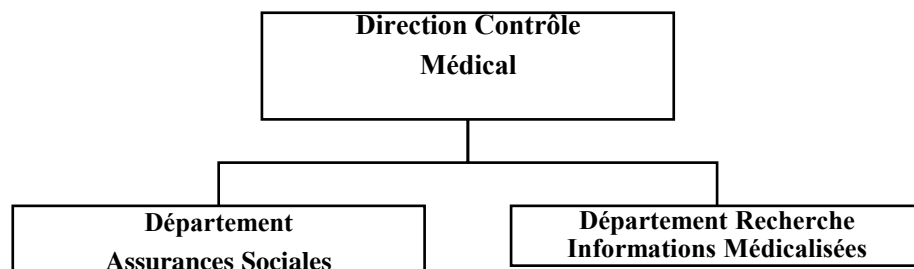 Direction Contrôle
Médical
Département
Assurances Sociales
Département Recherche
Informations Médicalisées